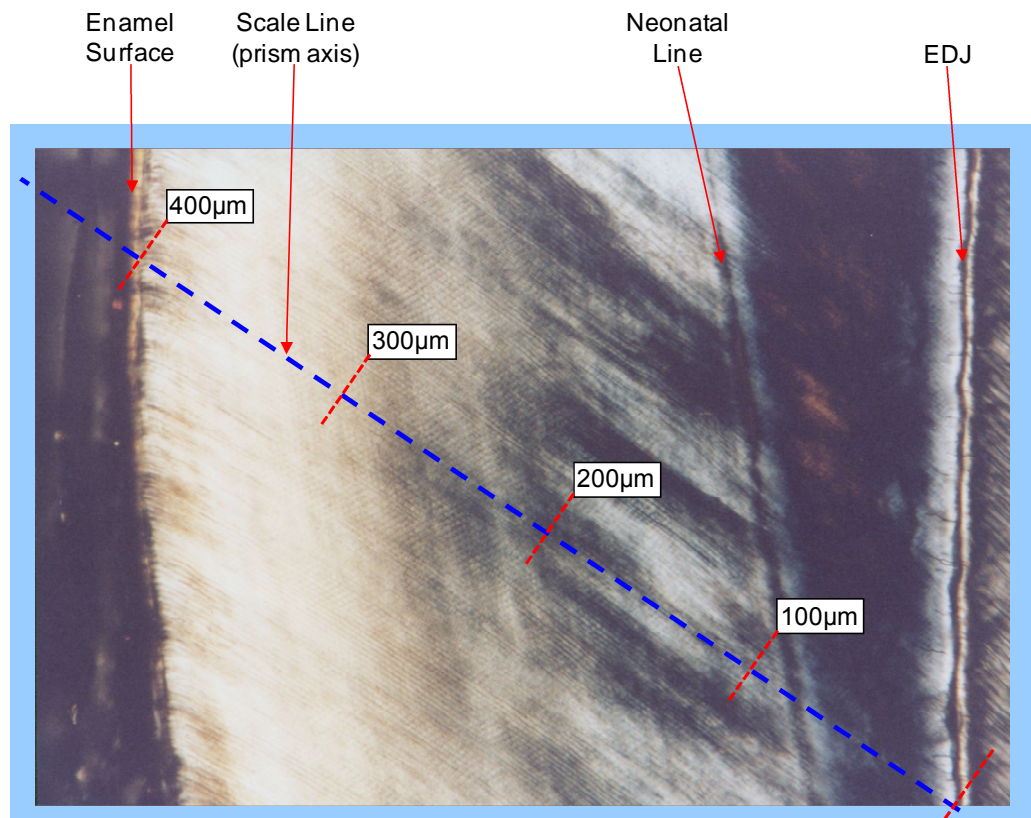 Enamel
Surface
Scale Line
(prism axis)
Neonatal
Line
EDJ
400µm
300µm
200µm
100µm